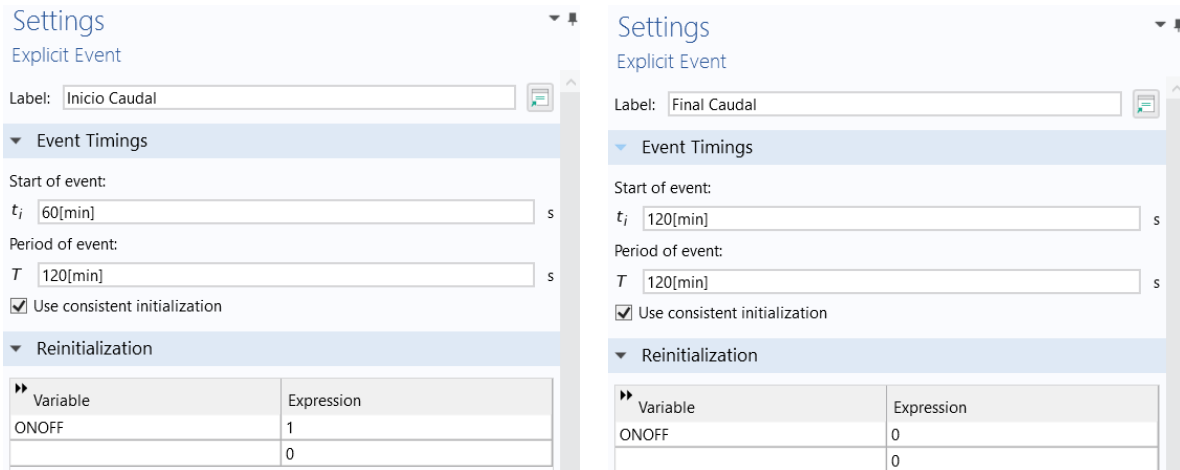 Settings
Explicit Event
Label: Inicio Caudal
Event Timings
Start of event:
ti 60[min] s
Period of event:
T 120[min] s
Use consistent initialization
Reinitialization
Variable Expression
ONOFF 1
0
Settings
Explicit Event
Label: Final Caudal
Event Timings
Start of event:
ti 120[min] s
Period of event:
T 120[min] s
Use consistent initialization
Reinitialization
Variable Expression
ONOFF 0
0